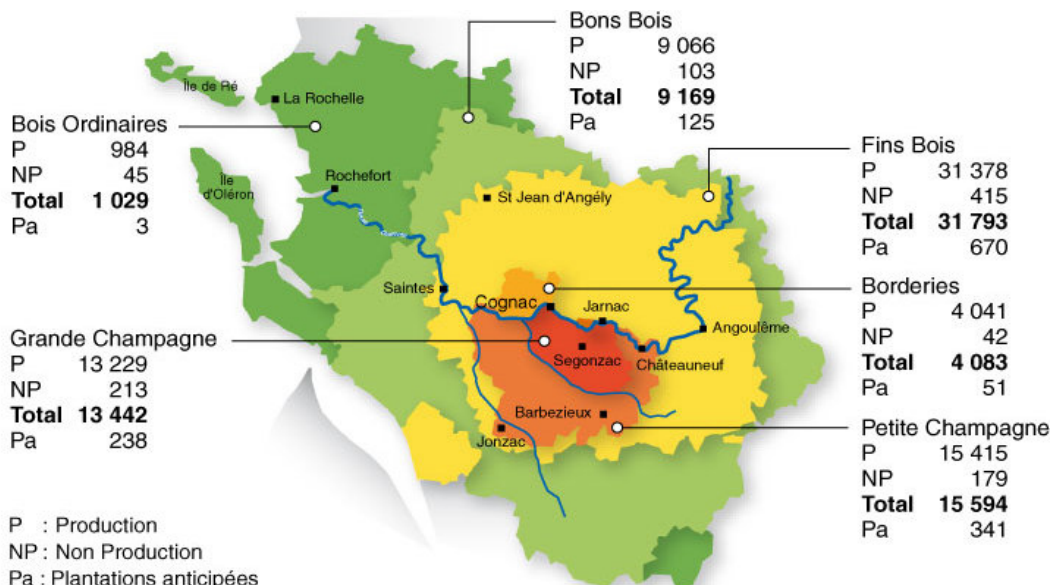 Bons Bois
P 9 066
NP 103
Total 9 169
Pa 125
Île de Ré
La Rochelle
Bois Ordinaires
P 984
NP 45
Total 1 029
Pa 3
Fins Bois
P 31 378
NP 415
Total 31 793
Pa 670
Île
d'Oléron
Rochefort
St Jean d'Angély
Saintes
Cognac
Jarnac
Angoulême
Segonzac
Châteauneuf
Barbezieux
Jonzac
Borderies
P 4 041
NP 42
Total 4 083
Pa 51
Grande Champagne
P 13 229
NP 213
Total 13 442
Pa 238
Petite Champagne
P 15 415
NP 179
Total 15 594
Pa 341
P : Production
NP : Non Production
Pa : Plantations anticipées